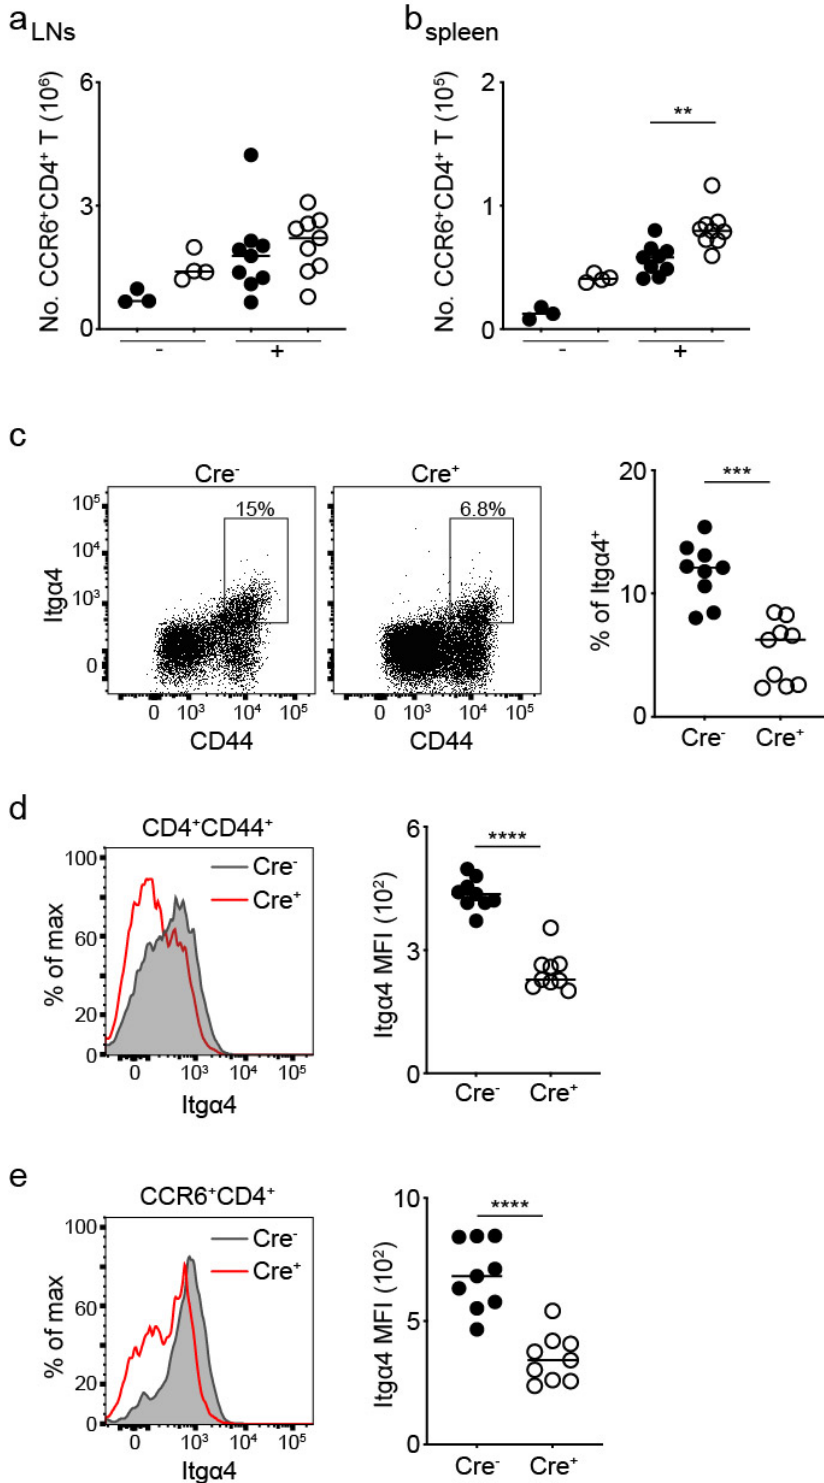 a LNs
No. CCR6⁺CD4⁺ T (10⁶)
6
3
0
-
+
b spleen
No. CCR6⁺CD4⁺ T (10⁵)
2
1
0
**
-
+
c
Cre⁻
Itgα4
10⁵
10⁴
10³
0
15%
0 10³ 10⁴ 10⁵
CD44
Cre⁺
6.8%
0 10³ 10⁴ 10⁵
CD44
% of Itgα4⁺
20
10
0
***
Cre⁻ Cre⁺
d
CD4⁺CD44⁺
% of max
100
80
60
40
20
0
Cre⁻
Cre⁺
0 10³ 10⁴ 10⁵
Itgα4
Itgα4 MFI (10²)
6
3
0
****
Cre⁻ Cre⁺
e
CCR6⁺CD4⁺
% of max
100
80
60
40
20
0
Cre⁻
Cre⁺
0 10³ 10⁴ 10⁵
Itgα4
Itgα4 MFI (10²)
10
5
0
****
Cre⁻ Cre⁺